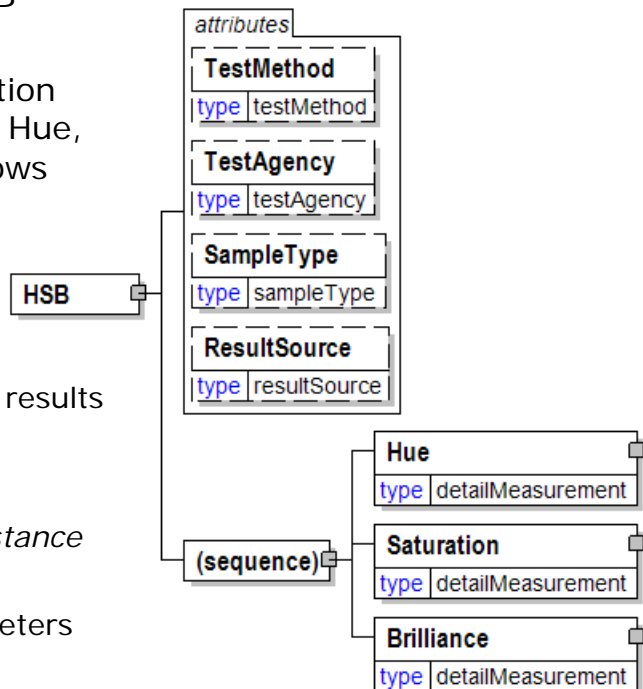 B
tion
Hue,
ows
results
stance
eters
attributes
TestMethod
type testMethod
TestAgency
type testAgency
SampleType
type sampleType
ResultSource
type resultSource
HSB
(sequence)
Hue
type detailMeasurement
Saturation
type detailMeasurement
Brilliance
type detailMeasurement